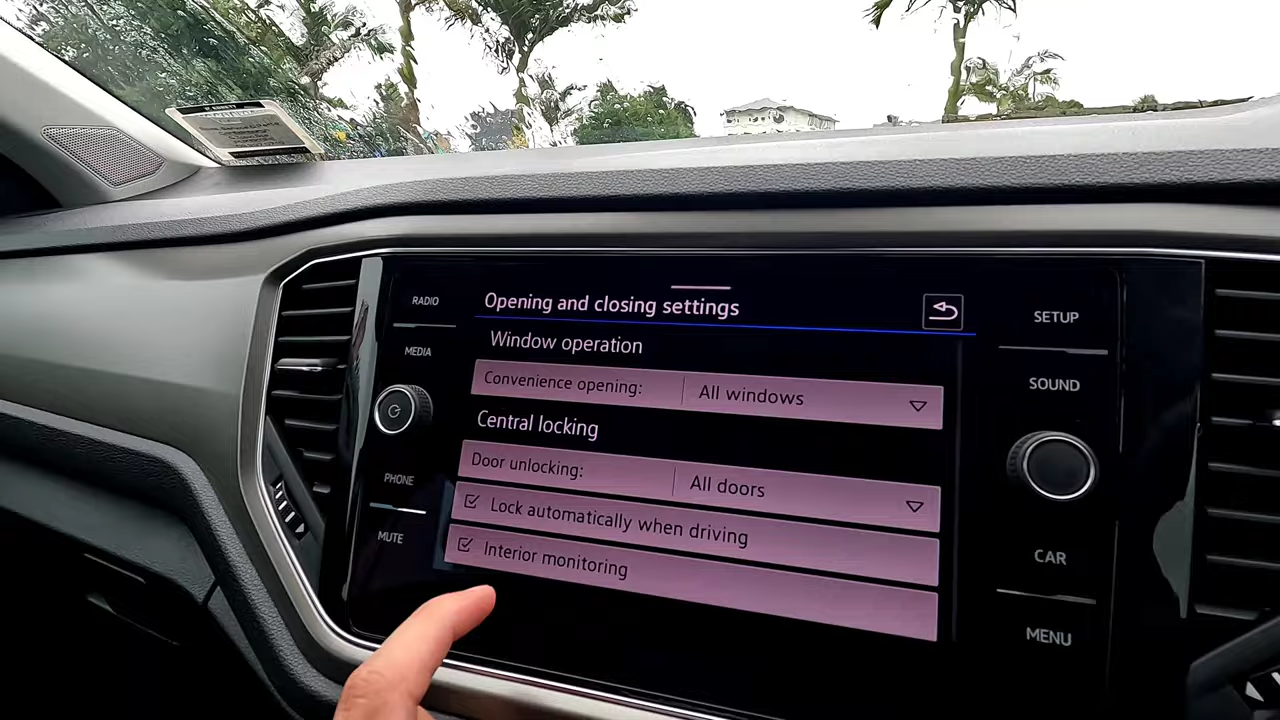 RADIO
MEDIA
PHONE
MUTE
Opening and closing settings
Window operation
Convenience opening: All windows
Central locking
Door unlocking: All doors
Lock automatically when driving
Interior monitoring
SETUP
SOUND
CAR
MENU